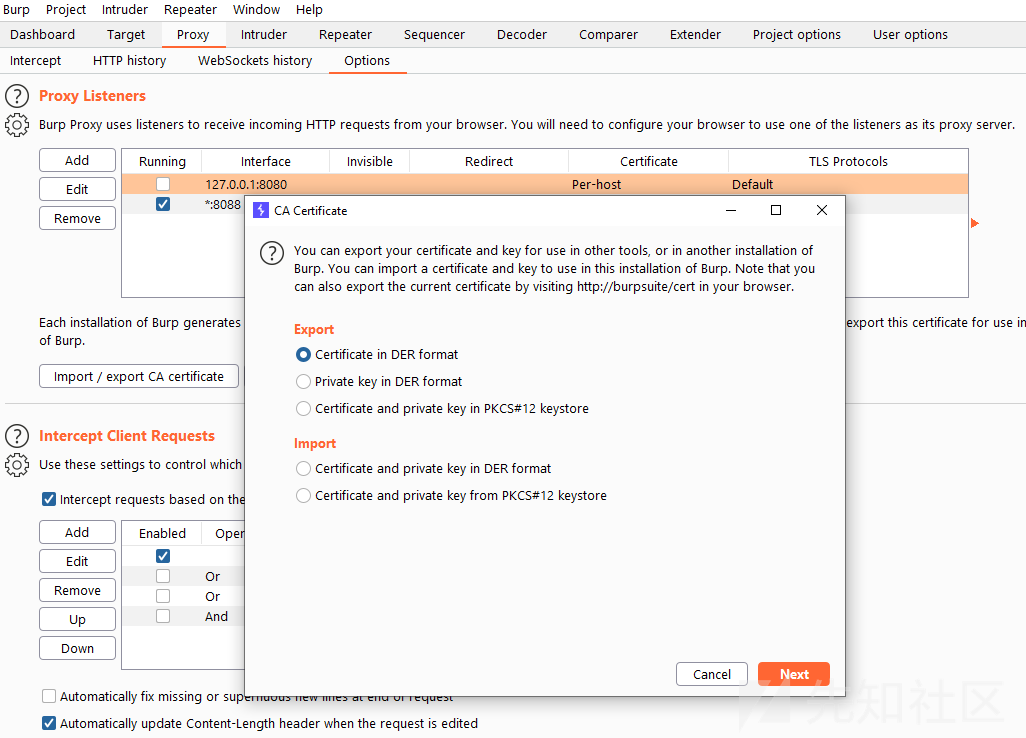 Burp Project Intruder Repeater Window Help
Dashboard Target Proxy Intruder Repeater Sequencer Decoder Comparer Extender Project options User options
Intercept HTTP history WebSockets history Options
Proxy Listeners
Burp Proxy uses listeners to receive incoming HTTP requests from your browser. You will need to configure your browser to use one of the listeners as its proxy server.
Add
Edit
Remove
Running Interface Invisible Redirect Certificate TLS Protocols
127.0.0.1:8080 Per-host Default
*:8088
Each installation of Burp generates
export this certificate for use in
of Burp.
Import / export CA certificate
CA Certificate
You can export your certificate and key for use in other tools, or in another installation of
Burp. You can import a certificate and key to use in this installation of Burp. Note that you
can also export the current certificate by visiting http://burpsuite/cert in your browser.
Export
Certificate in DER format
Private key in DER format
Certificate and private key in PKCS#12 keystore
Import
Certificate and private key in DER format
Certificate and private key from PKCS#12 keystore
Cancel Next
Intercept Client Requests
Use these settings to control which
Intercept requests based on the
Add
Edit
Remove
Up
Down
Enabled Oper
Or
Or
And
Automatically fix missing or superfluous new lines at end of request
Automatically update Content-Length header when the request is edited
先知社区